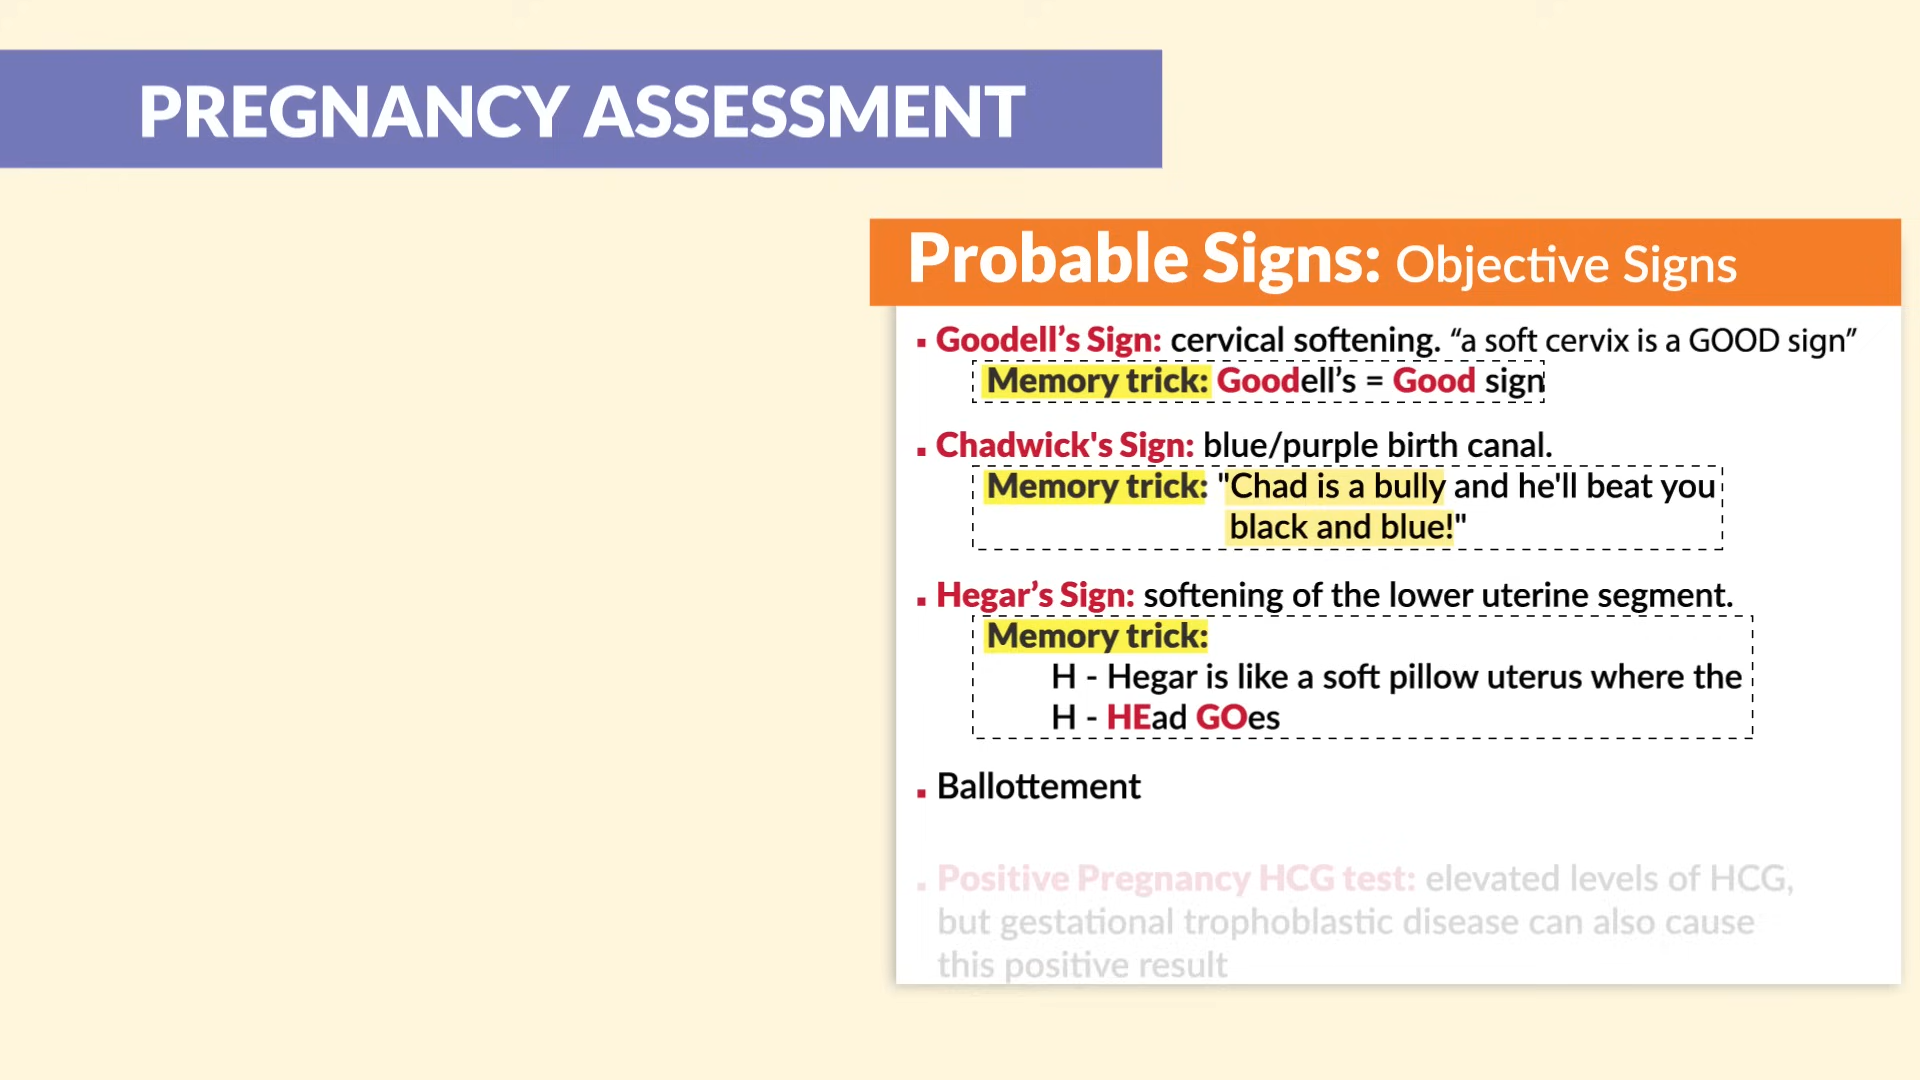 PREGNANCY ASSESSMENT
Probable Signs: Objective Signs
▪ Goodell’s Sign: cervical softening. “a soft cervix is a GOOD sign”
Memory trick: Goodell’s = Good sign
▪ Chadwick's Sign: blue/purple birth canal.
Memory trick: "Chad is a bully and he'll beat you
black and blue!"
▪ Hegar’s Sign: softening of the lower uterine segment.
Memory trick:
H - Hegar is like a soft pillow uterus where the
H - HEad GOes
▪ Ballottement
▪ Positive Pregnancy HCG test: elevated levels of HCG,
but gestational trophoblastic disease can also cause
this positive result